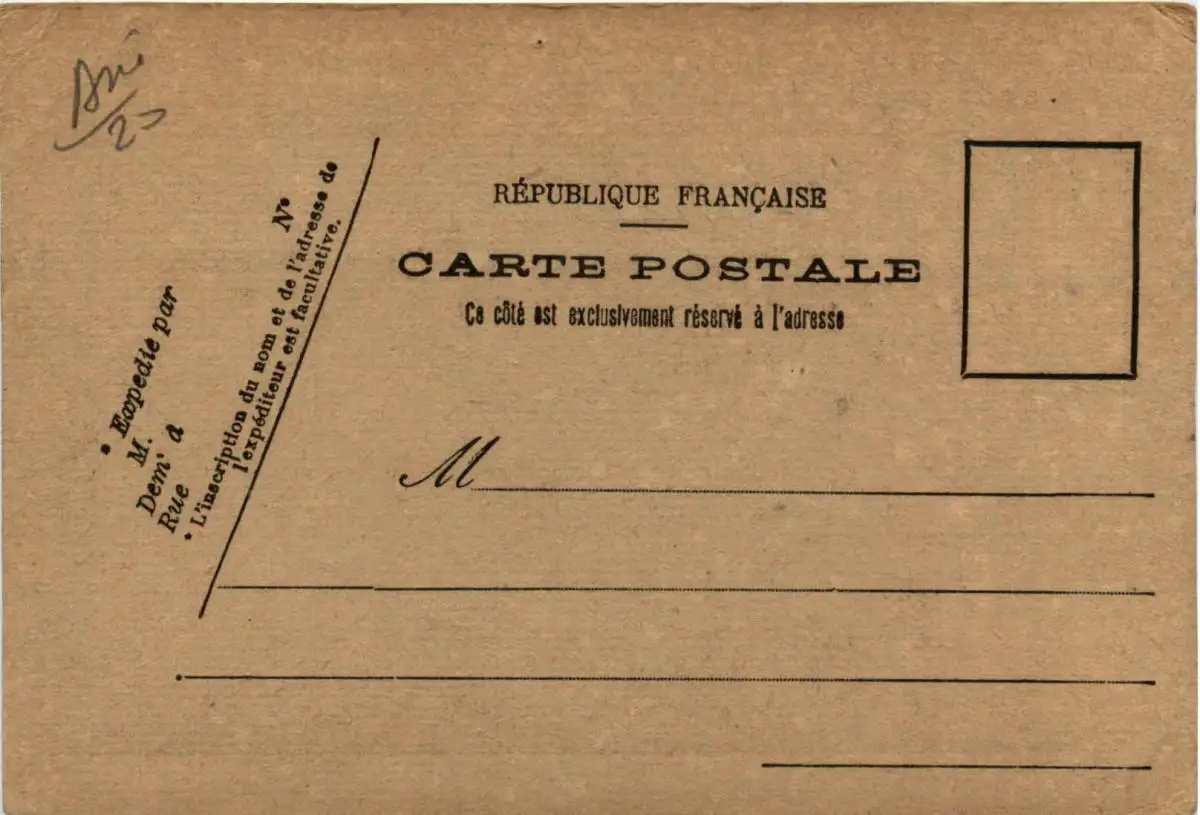 RÉPUBLIQUE FRANÇAISE
CARTE POSTALE
Ce côté est exclusivement réservé à l'adresse
* Expedie par
M.
Dem^t à
Rue
N°
* L'inscription du nom et de l'adresse de
l'expéditeur est facultative.
M